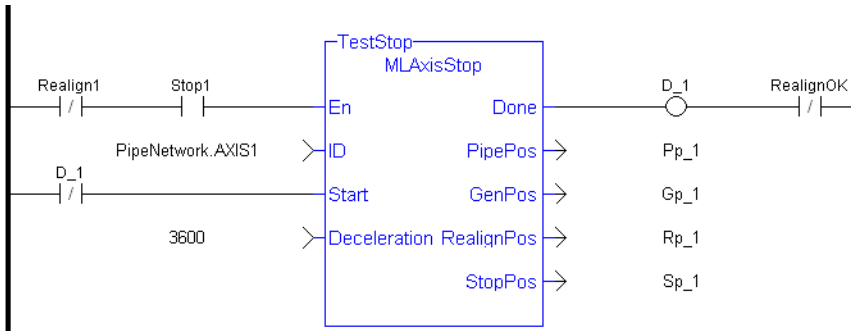 TestStop
MLAxisStop
Realign1 Stop1 D_1 RealignOK
En Done
PipeNetwork.AXIS1 ID PipePos Pp_1
D_1
Start GenPos Gp_1
3600 Deceleration RealignPos Rp_1
StopPos Sp_1